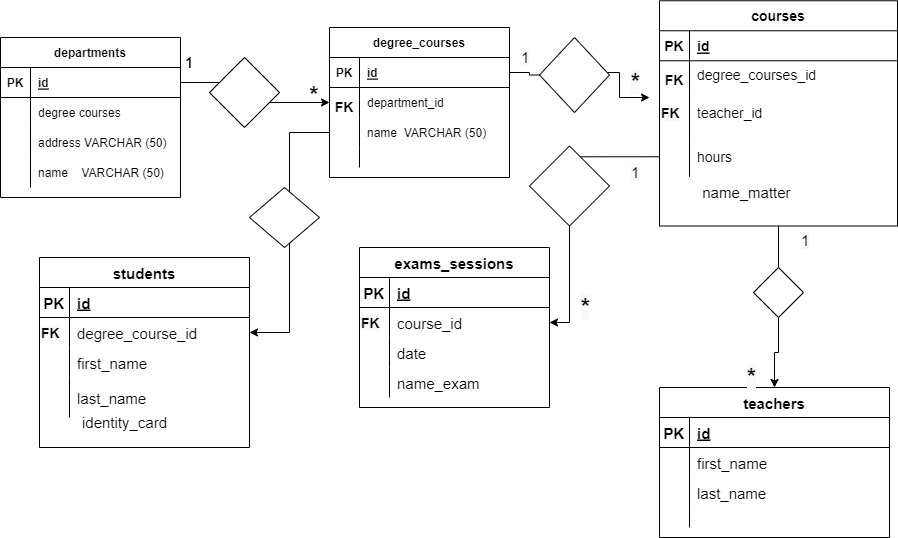 departments
PK id
degree courses
address VARCHAR (50)
name VARCHAR (50)
1
*
degree_courses
PK id
FK department_id
name VARCHAR (50)
1
*
courses
PK id
FK degree_courses_id
FK teacher_id
hours
name_matter
1
*
1
*
students
PK id
FK degree_course_id
first_name
last_name
identity_card
exams_sessions
PK id
FK course_id
date
name_exam
teachers
PK id
first_name
last_name